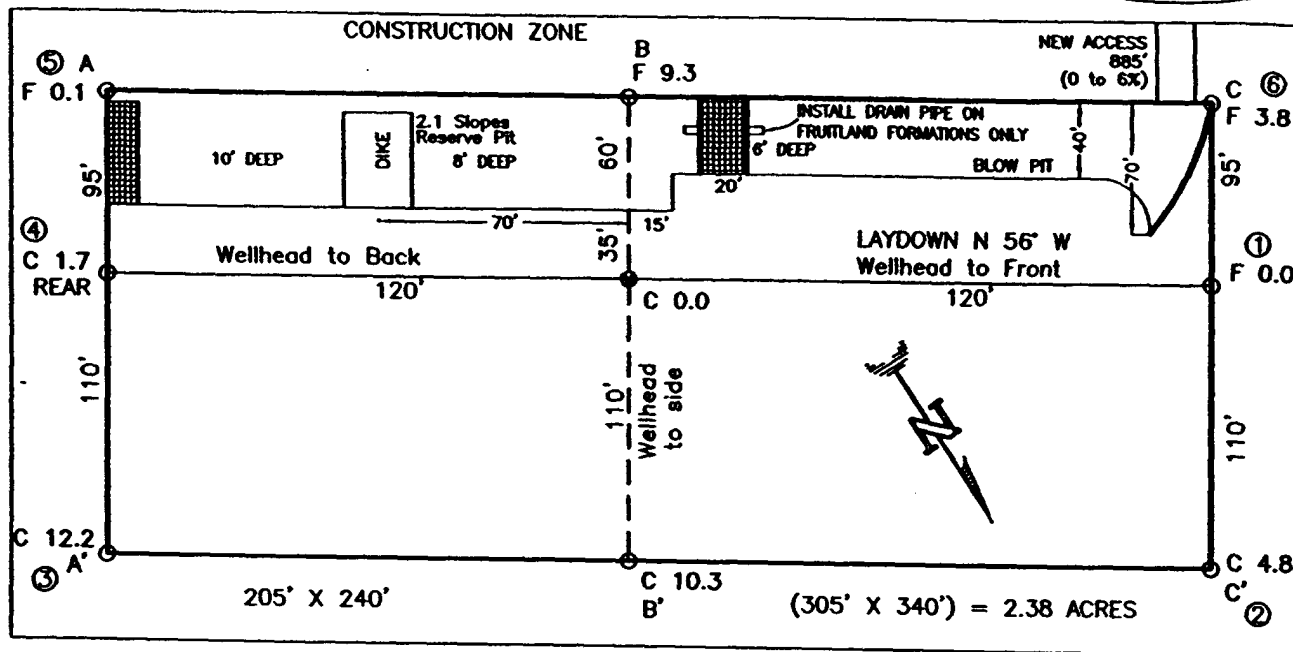 CONSTRUCTION ZONE
NEW ACCESS
885'
(0 to 6%)
⑤ A
F 0.1
B
F 9.3
C ⑥
F 3.8
10' DEEP
DIKE
2.1 Slopes
Reserve Pit
8' DEEP
60'
INSTALL DRAIN PIPE ON
FRUITLAND FORMATIONS ONLY
6' DEEP
BLOW PIT
40'
70'
95'
95'
20'
70'
15'
35'
④
C 1.7
REAR
Wellhead to Back
120'
C 0.0
LAYDOWN N 56° W
Wellhead to Front
120'
①
F 0.0
110'
110'
Wellhead
to side
N
110'
C 12.2
③ A'
205' X 240'
C 10.3
B'
(305' X 340') = 2.38 ACRES
C 4.8
C'
②